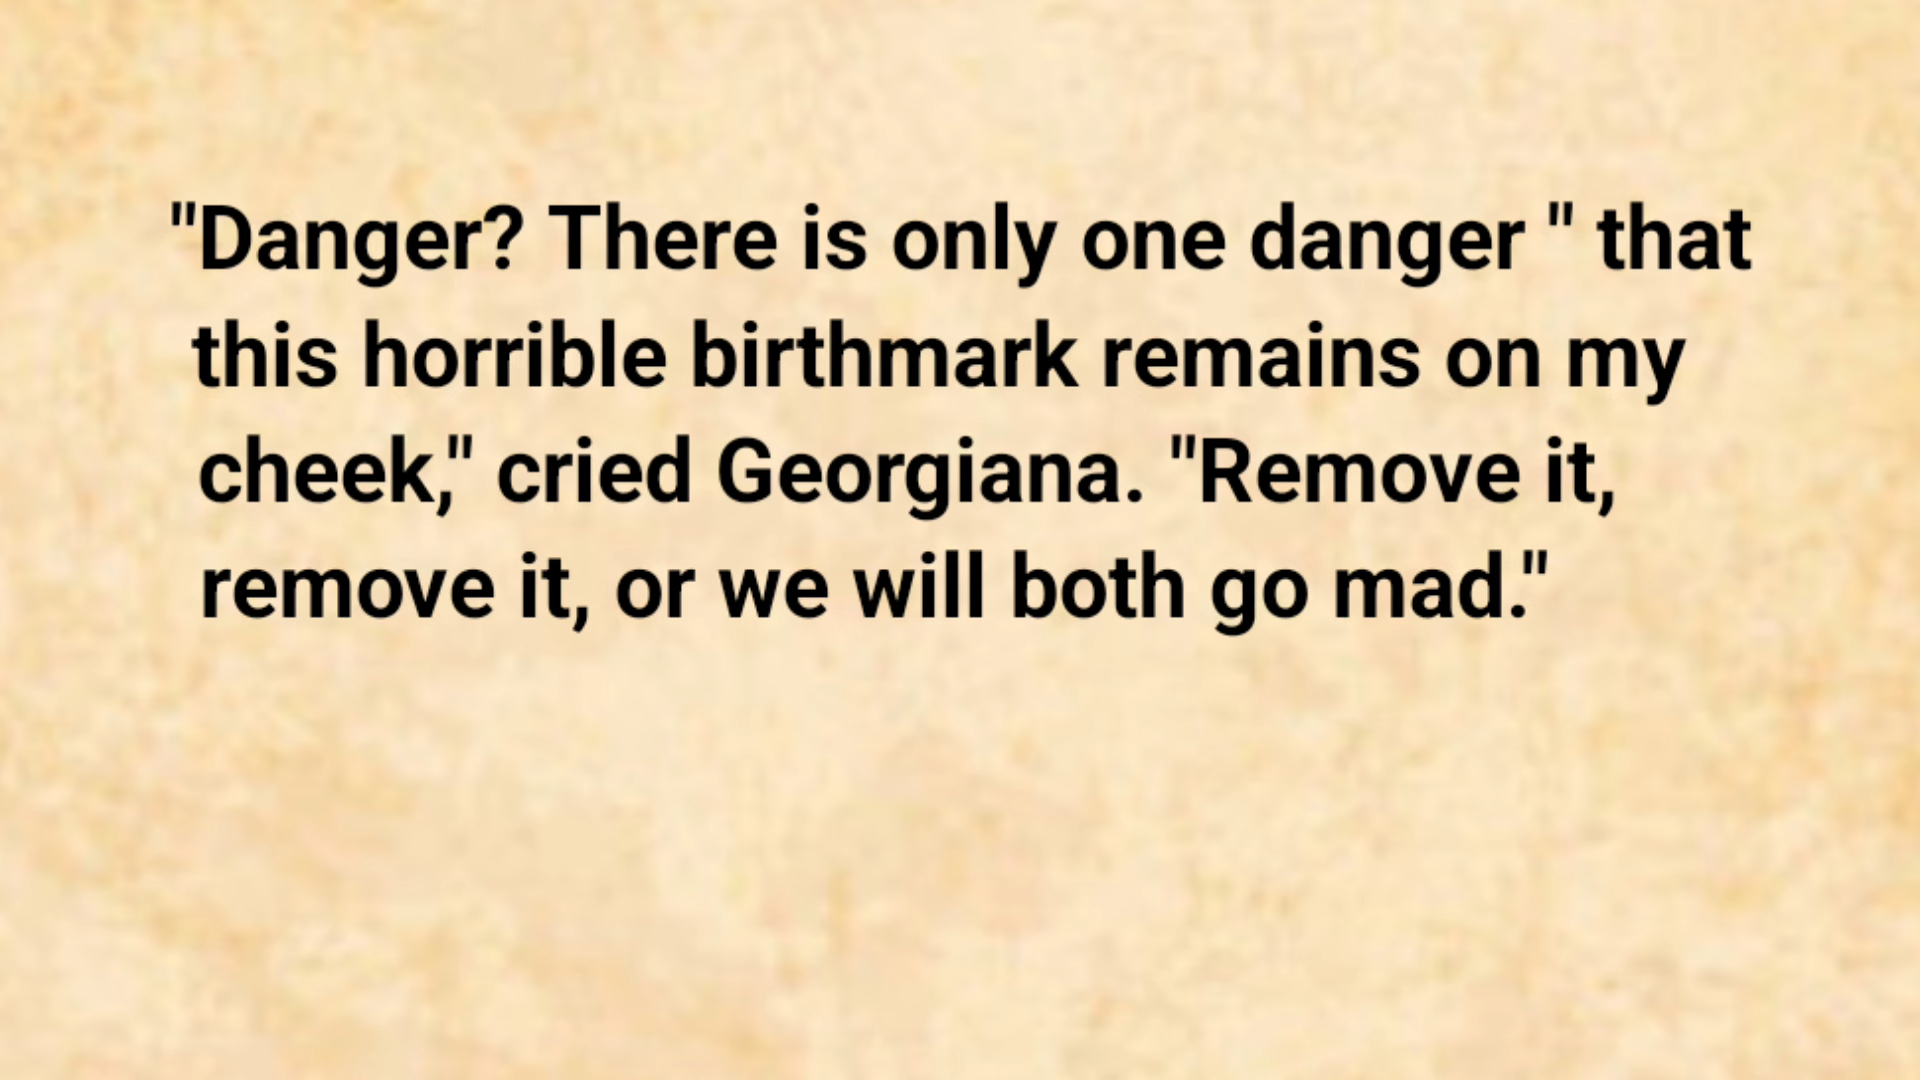 "Danger? There is only one danger " that
this horrible birthmark remains on my
cheek," cried Georgiana. "Remove it,
remove it, or we will both go mad."